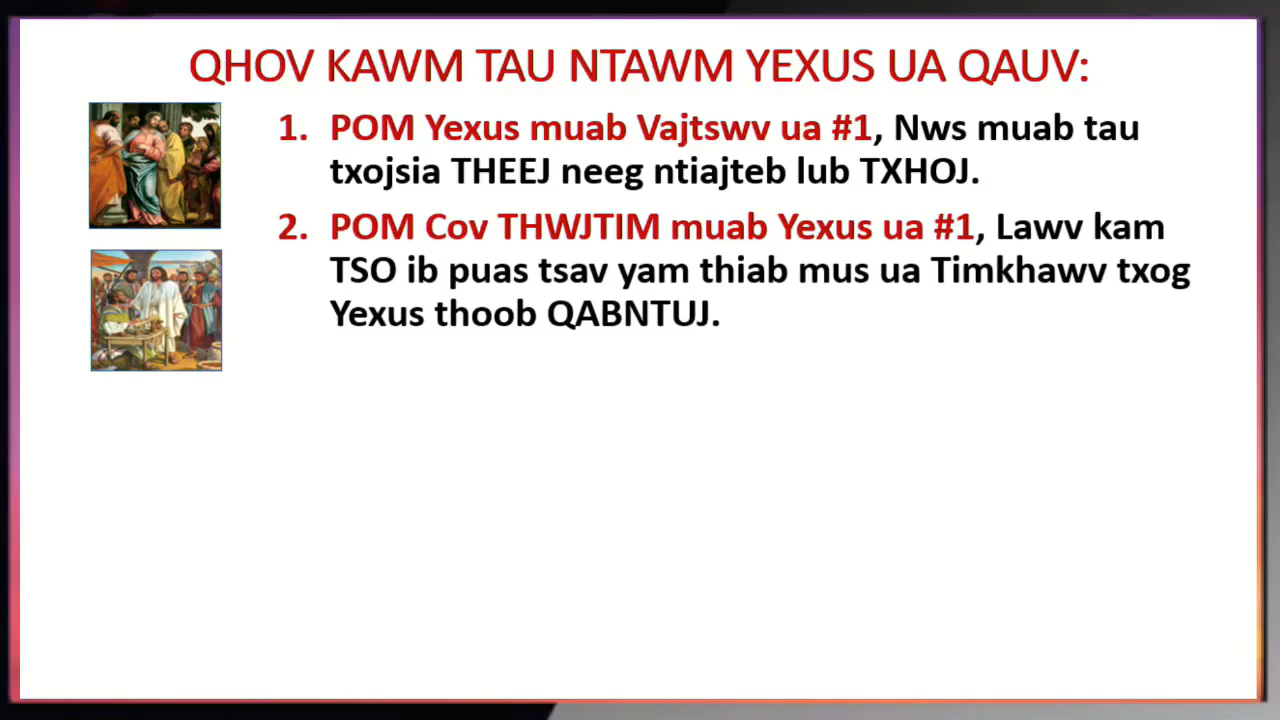 QHOV KAWM TAU NTAWM YEXUS UA QAUV:
1. POM Yexus muab Vajtswv ua #1, Nws muab tau
txojsia THEEJ neeg ntiajteb lub TXHOJ.
2. POM Cov THWJTIM muab Yexus ua #1, Lawv kam
TSO ib puas tsav yam thiab mus ua Timkhawv txog
Yexus thoob QABNTUJ.